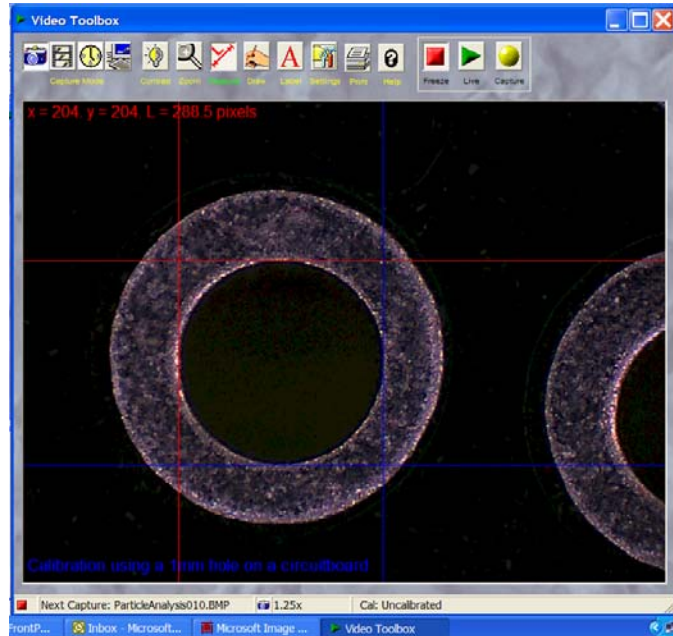 Video Toolbox
Capture Mode Contrast Zoom Measure Draw Label Settings Print Help Freeze Live Capture
x = 204, y = 204, L = 288.5 pixels
Calibration using a 1mm hole on a circuitboard
Next Capture: ParticleAnalysis010.BMP 1.25x Cal: Uncalibrated
FrontP... Inbox - Microsoft... Microsoft Image ... Video Toolbox